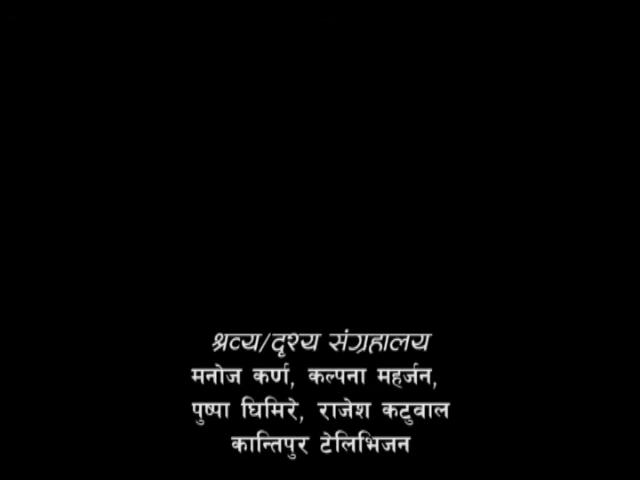 श्रव्य/दृश्य संग्रहालय
मनोज कर्ण, कल्पना महर्जन,
पुष्पा घिमिरे, राजेश कटुवाल
कान्तिपुर टेलिभिजन